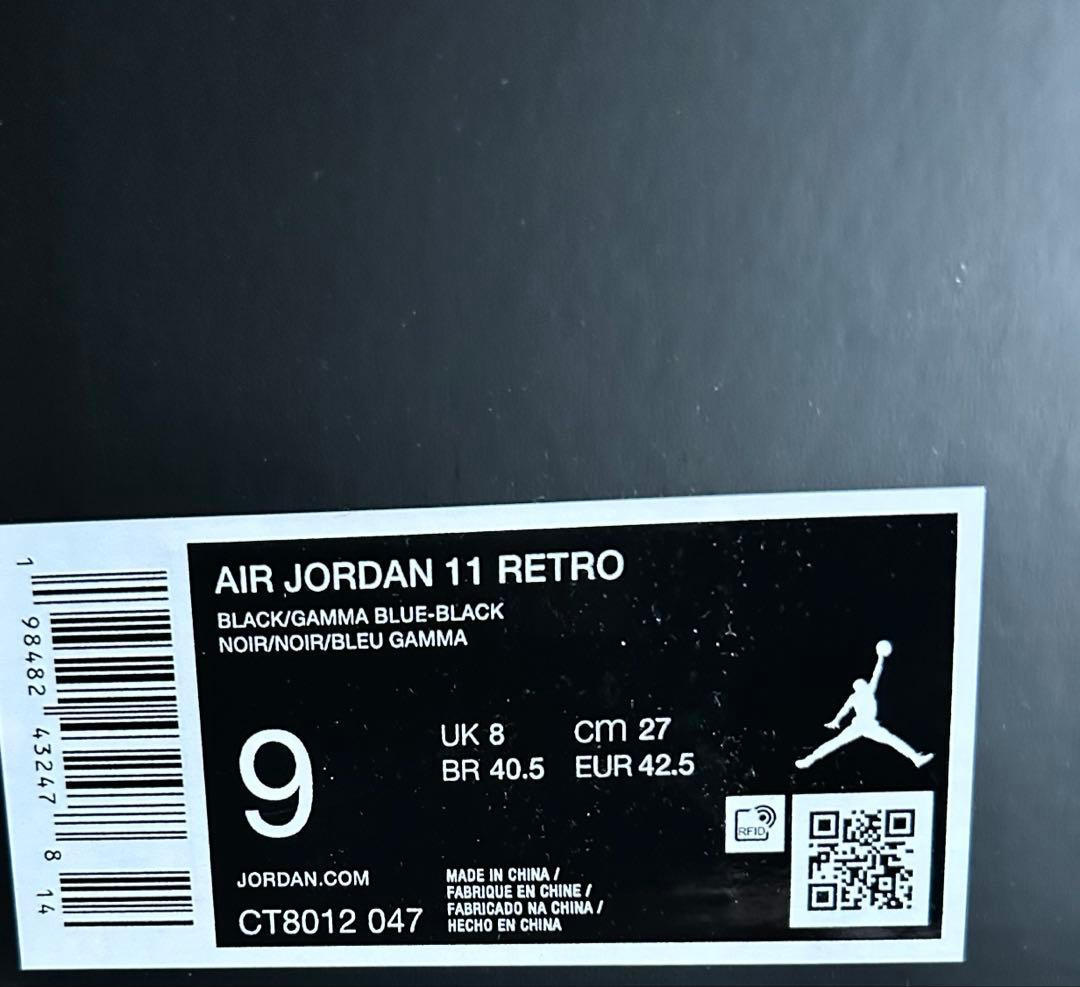 AIR JORDAN 11 RETRO
BLACK/GAMMA BLUE-BLACK
NOIR/NOIR/BLEU GAMMA
9
UK 8 cm 27
BR 40.5 EUR 42.5
RFID
JORDAN.COM
CT8012 047
MADE IN CHINA /
FABRIQUE EN CHINE /
FABRICADO NA CHINA /
HECHO EN CHINA
1 98482 43247 8 14